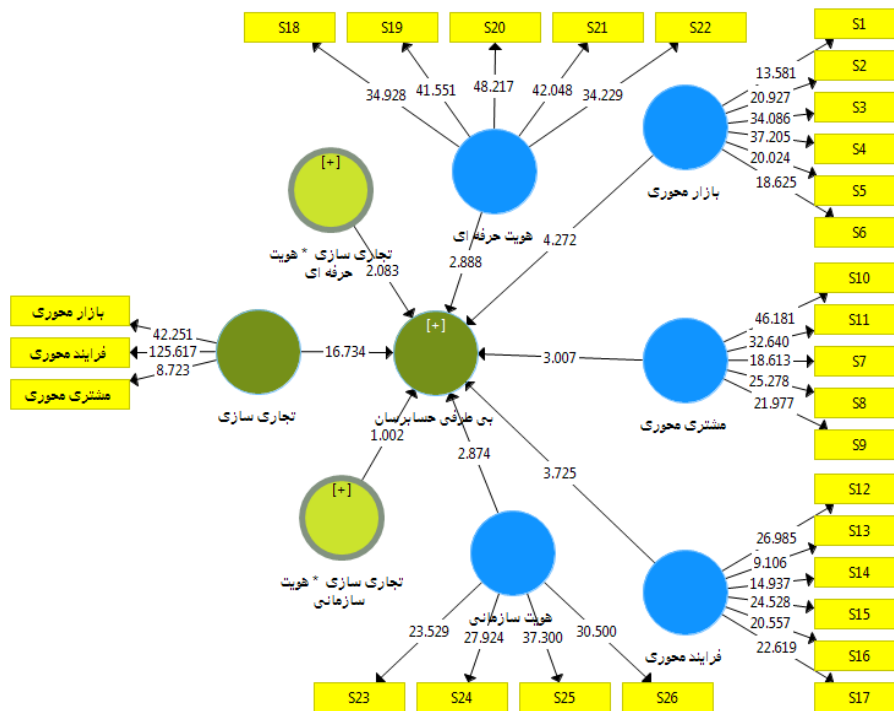 S18
S19
S20
S21
S22
34.928
41.551
48.217
42.048
34.229
هویت حرفه ای
[+]
تجاری سازی * هویت
حرفه ای
2.083
2.888
S1
S2
S3
S4
S5
S6
13.581
20.927
34.086
37.205
20.024
18.625
بازار محوری
4.272
بازار محوری
فرایند محوری
مشتری محوری
42.251
125.617
8.723
تجاری سازی
16.734
[+]
بی طرفی حسابرسان
3.007
مشتری محوری
46.181
32.640
18.613
25.278
21.977
S10
S11
S7
S8
S9
1.002
[+]
تجاری سازی * هویت
سازمانی
2.874
هویت سازمانی
23.529
27.924
37.300
30.500
S23
S24
S25
S26
3.725
فرایند محوری
26.985
9.106
14.937
24.528
20.557
22.619
S12
S13
S14
S15
S16
S17